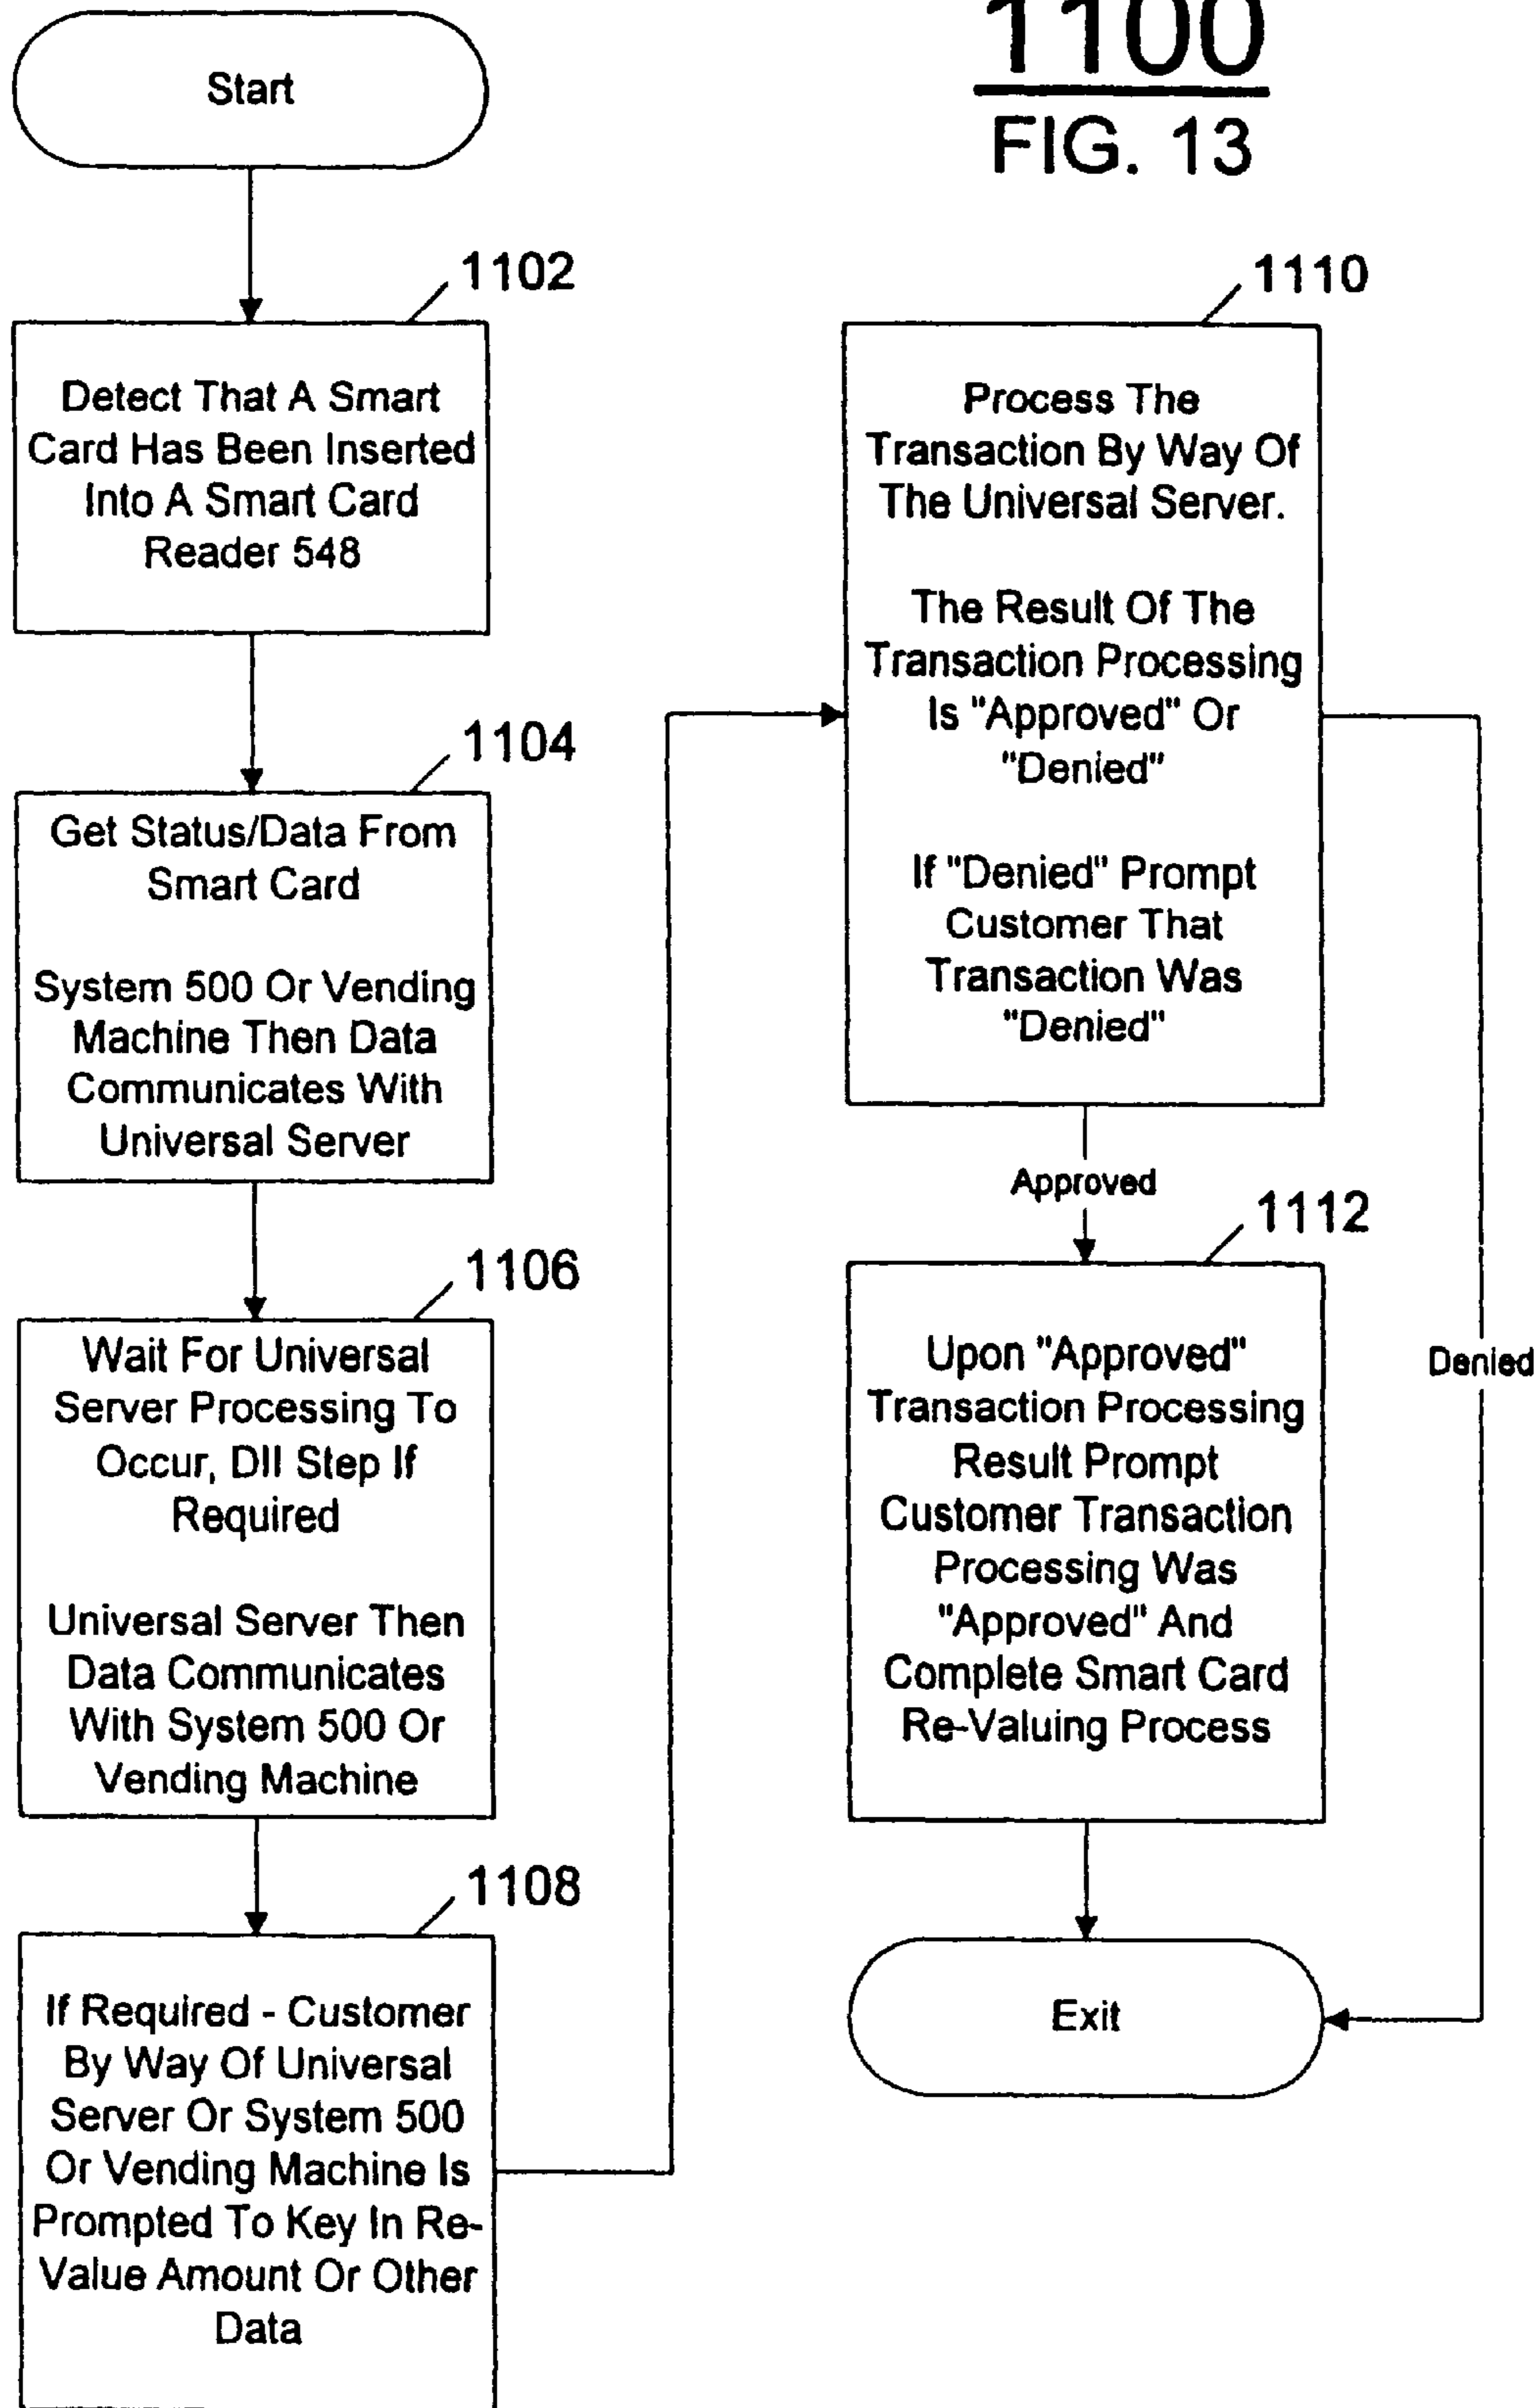 1100
FIG. 13
Start
1102
Detect That A Smart
Card Has Been Inserted
Into A Smart Card
Reader 548
1104
Get Status/Data From
Smart Card
System 500 Or Vending
Machine Then Data
Communicates With
Universal Server
1106
Wait For Universal
Server Processing To
Occur, DII Step If
Required
Universal Server Then
Data Communicates
With System 500 Or
Vending Machine
1108
If Required - Customer
By Way Of Universal
Server Or System 500
Or Vending Machine Is
Prompted To Key In Re-
Value Amount Or Other
Data
1110
Process The
Transaction By Way Of
The Universal Server.
The Result Of The
Transaction Processing
Is "Approved" Or
"Denied"
If "Denied" Prompt
Customer That
Transaction Was
"Denied"
Approved
Denied
1112
Upon "Approved"
Transaction Processing
Result Prompt
Customer Transaction
Processing Was
"Approved" And
Complete Smart Card
Re-Valuing Process
Exit